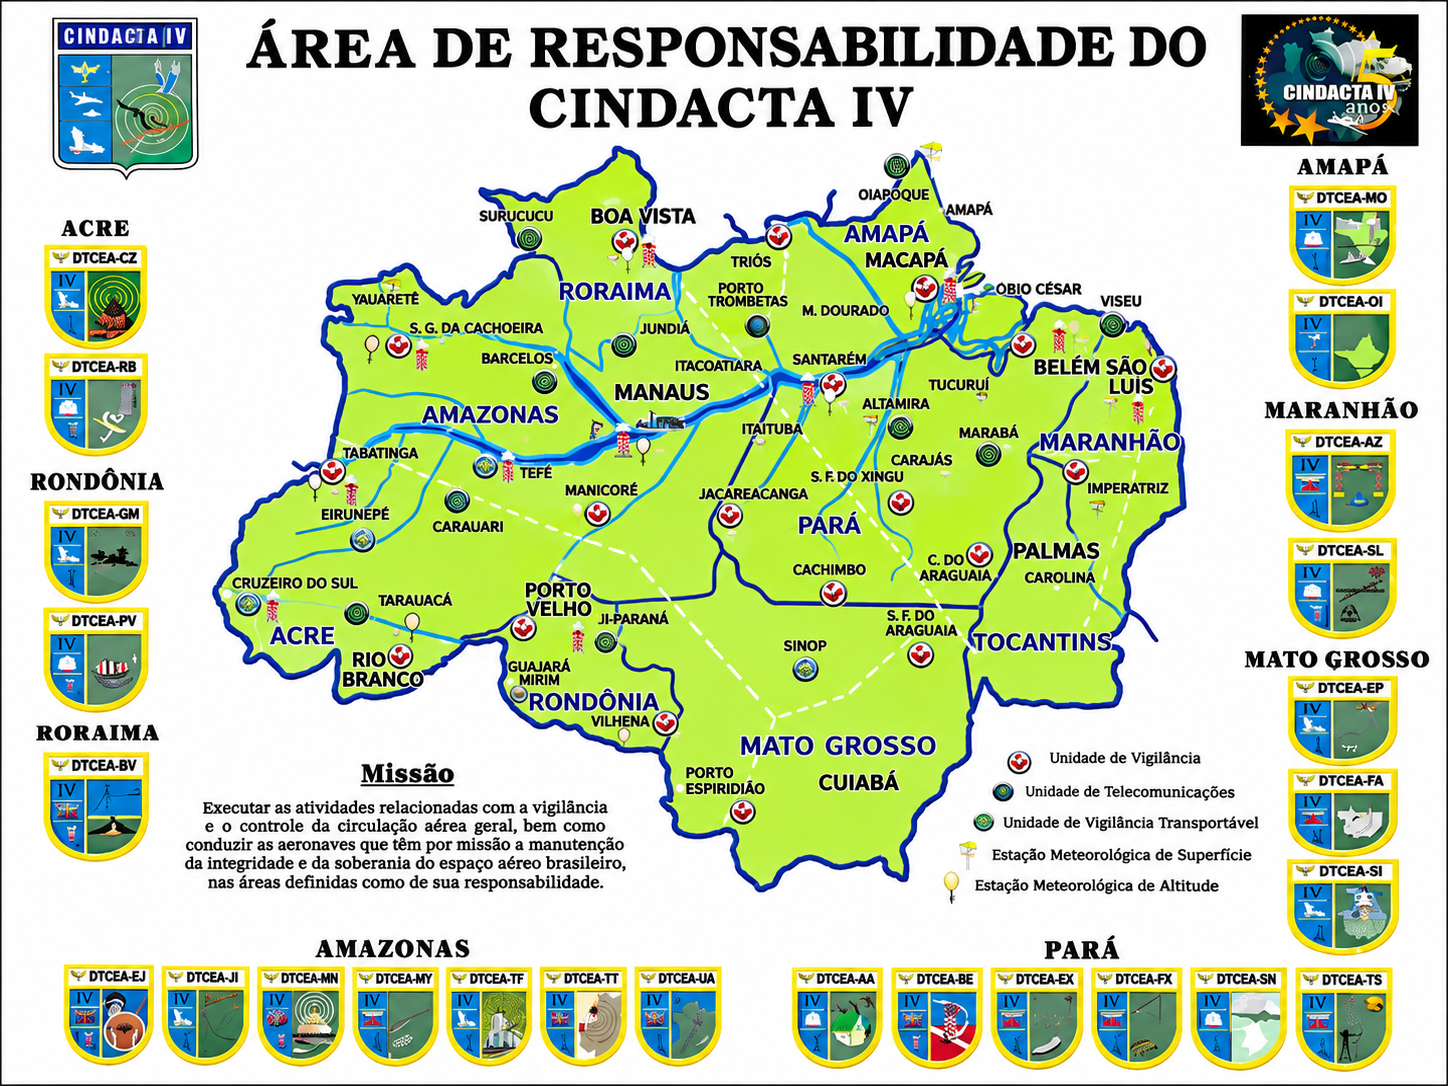 CINDACTA IV
ÁREA DE RESPONSABILIDADE DO
CINDACTA IV
CINDACTA IV
5
anos
ACRE
DTCEA-CZ
IV
DTCEA-RB
IV
RONDÔNIA
DTCEA-GM
IV
DTCEA-PV
IV
RORAIMA
DTCEA-BV
IV
SURUCUCU
BOA VISTA
OIAPOQUE
AMAPÁ
AMAPÁ
MACAPÁ
TRIÓS
RORAIMA
PORTO
TROMBETAS
M. DOURADO
ÓBIO CÉSAR
VISEU
YAUARETÊ
S. G. DA CACHOEIRA
JUNDIÁ
BARCELOS
ITACOATIARA
SANTARÉM
BELÉM
SÃO
LUÍS
MANAUS
TUCURUÍ
ALTAMIRA
AMAZONAS
ITAITUBA
MARABÁ
MARANHÃO
TABATINGA
TEFÉ
CARAJÁS
S. F. DO XINGU
IMPERATRIZ
MANICORÉ
JACAREACANGA
EIRUNEPÉ
CARAUARI
PARÁ
PALMAS
C. DO
ARAGUAIA
CAROLINA
CACHIMBO
CRUZEIRO DO SUL
TARAUACÁ
PORTO
VELHO
JI-PARANÁ
S. F. DO
ARAGUAIA
ACRE
SINOP
TOCANTINS
RIO
BRANCO
GUAJARÁ
MIRIM
RONDÔNIA
VILHENA
MATO GROSSO
PORTO
ESPIRIDIÃO
CUIABÁ
Missão
Executar as atividades relacionadas com a vigilância
e o controle da circulação aérea geral, bem como
conduzir as aeronaves que têm por missão a manutenção
da integridade e da soberania do espaço aéreo brasileiro,
nas áreas definidas como de sua responsabilidade.
Unidade de Vigilância
Unidade de Telecomunicações
Unidade de Vigilância Transportável
Estação Meteorológica de Superfície
Estação Meteorológica de Altitude
AMAPÁ
DTCEA-MO
IV
DTCEA-OI
IV
MARANHÃO
DTCEA-AZ
IV
DTCEA-SL
IV
MATO GROSSO
DTCEA-EP
IV
DTCEA-FA
IV
DTCEA-SI
IV
AMAZONAS
DTCEA-EJ
IV
DTCEA-JI
IV
DTCEA-MN
IV
DTCEA-MY
IV
DTCEA-TF
IV
DTCEA-TT
IV
DTCEA-UA
IV
PARÁ
DTCEA-AA
IV
DTCEA-BE
IV
DTCEA-EX
IV
DTCEA-FX
IV
DTCEA-SN
IV
DTCEA-TS
IV